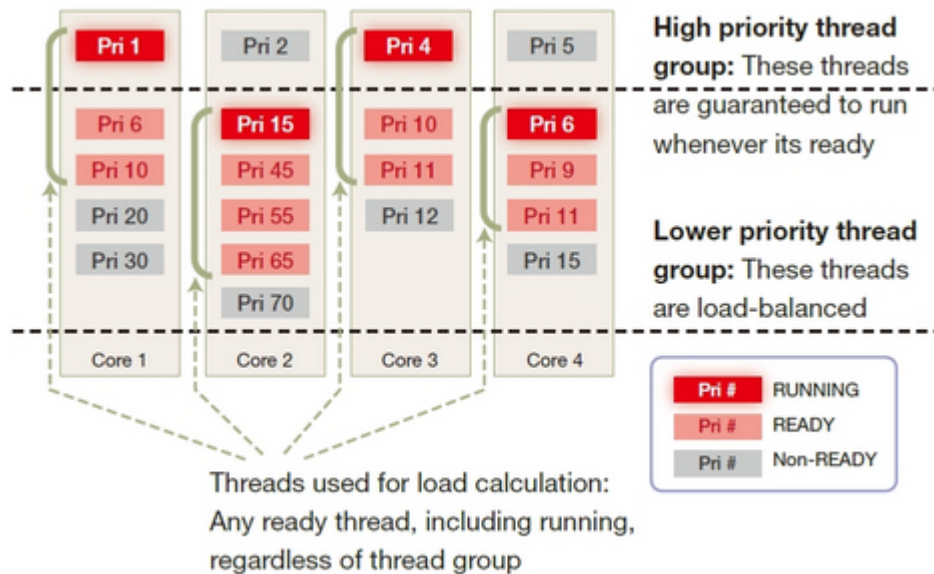 Pri 1
Pri 2
Pri 4
Pri 5
Pri 6
Pri 15
Pri 10
Pri 6
Pri 10
Pri 45
Pri 11
Pri 9
Pri 20
Pri 55
Pri 12
Pri 11
Pri 30
Pri 65
Pri 15
Pri 70
Core 1
Core 2
Core 3
Core 4
High priority thread
group: These threads
are guaranteed to run
whenever its ready
Lower priority thread
group: These threads
are load-balanced
Pri # RUNNING
Pri # READY
Pri # Non-READY
Threads used for load calculation:
Any ready thread, including running,
regardless of thread group